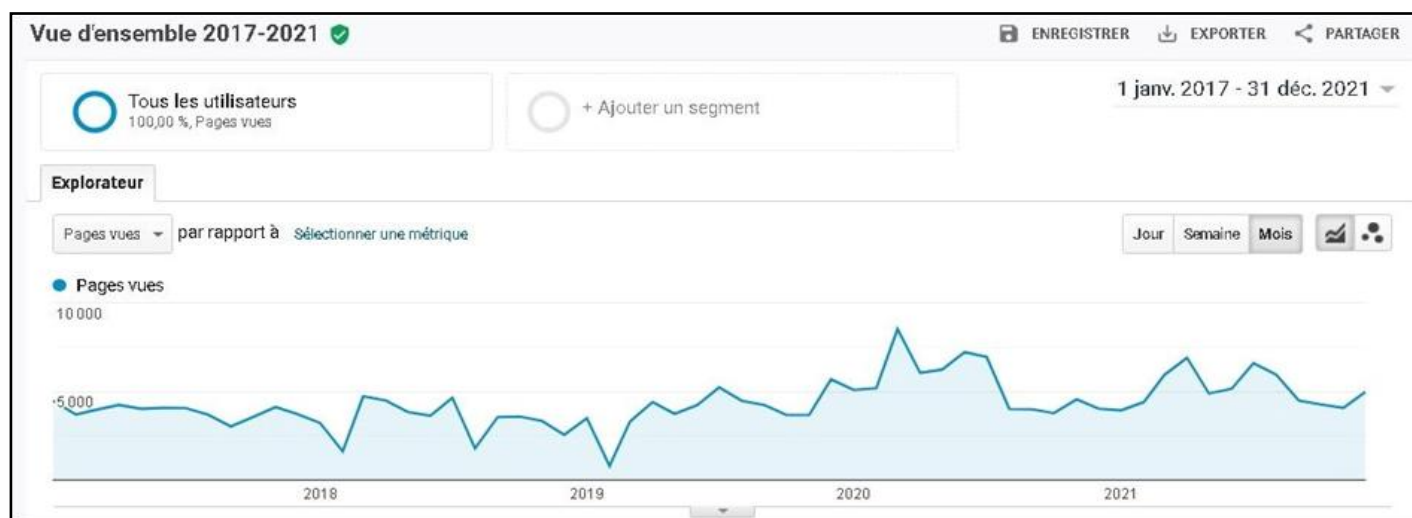 Vue d'ensemble 2017-2021
ENREGISTRER EXPORTER PARTAGER
Tous les utilisateurs
100,00 %, Pages vues
+ Ajouter un segment
1 janv. 2017 - 31 déc. 2021
Explorateur
Pages vues par rapport à Sélectionner une métrique
Jour Semaine Mois
Pages vues
10 000
5 000
2018 2019 2020 2021